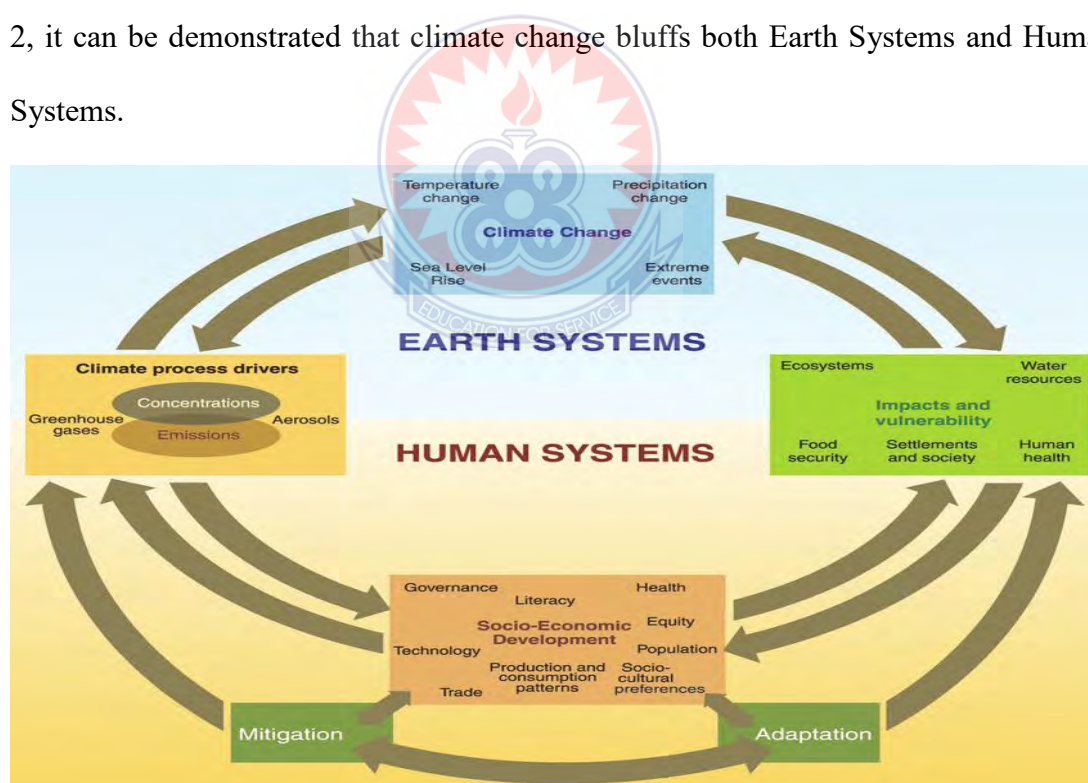 2, it can be demonstrated that climate change bluffs both Earth Systems and Hum
Systems.
Temperature
change
Precipitation
change
Climate Change
Sea Level
Rise
Extreme
events
EDUCATION FOR SERVICE
EARTH SYSTEMS
Climate process drivers
Concentrations
Greenhouse
gases
Aerosols
Emissions
Ecosystems
Water
resources
Impacts and
vulnerability
Food
security
Settlements
and society
Human
health
HUMAN SYSTEMS
Governance
Literacy
Health
Socio-Economic
Development
Equity
Technology
Population
Production and
consumption
patterns
Socio-
cultural
preferences
Trade
Mitigation
Adaptation